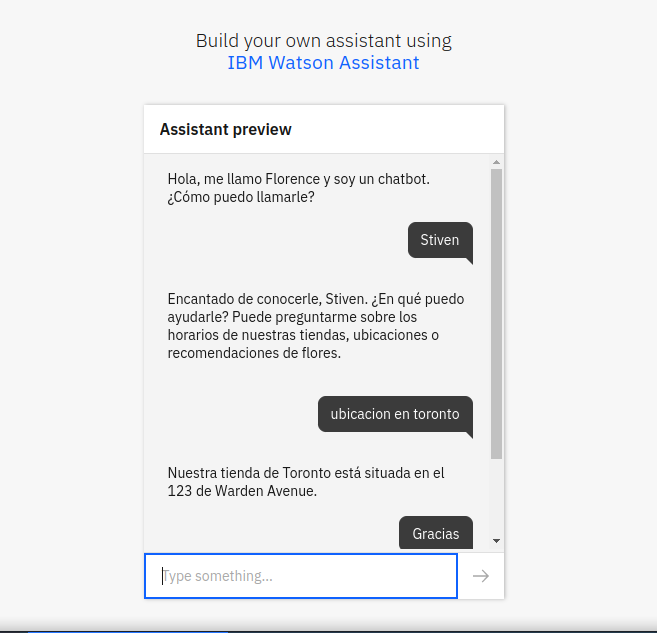 Build your own assistant using
IBM Watson Assistant
Assistant preview
Hola, me llamo Florence y soy un chatbot.
¿Cómo puedo llamarle?
Stiven
Encantado de conocerle, Stiven. ¿En qué puedo
ayudarle? Puede preguntarme sobre los
horarios de nuestras tiendas, ubicaciones o
recomendaciones de flores.
ubicacion en toronto
Nuestra tienda de Toronto está situada en el
123 de Warden Avenue.
Gracias
Type something...